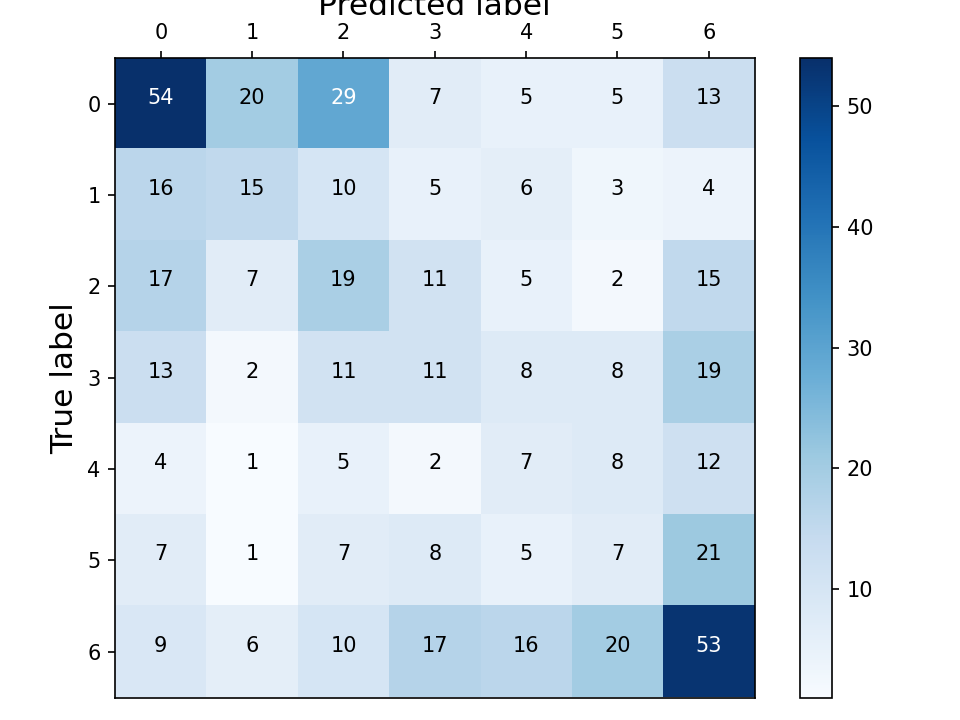 Predicted label
0 1 2 3 4 5 6
0 54 20 29 7 5 5 13
1 16 15 10 5 6 3 4
2 17 7 19 11 5 2 15
3 13 2 11 11 8 8 19
4 4 1 5 2 7 8 12
5 7 1 7 8 5 7 21
6 9 6 10 17 16 20 53
True label
50
40
30
20
10